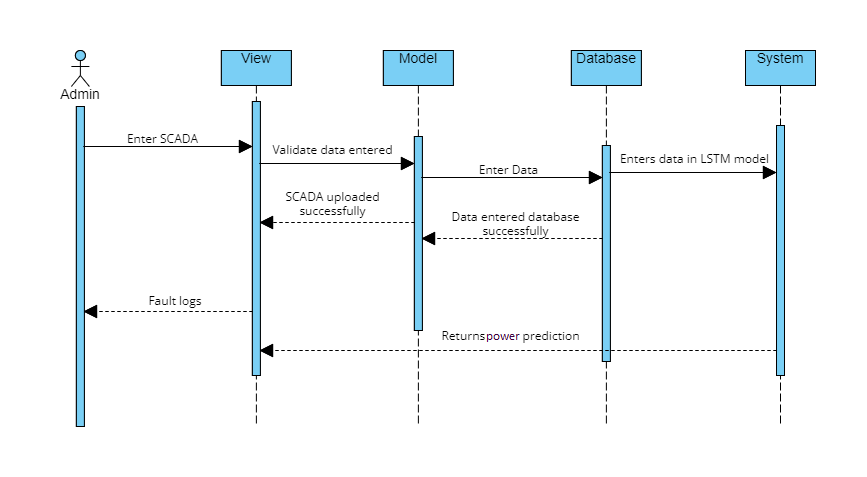 View
Model
Database
System
Admin
Enter SCADA
Validate data entered
Enter Data
Enters data in LSTM model
SCADA uploaded
successfully
Data entered database
successfully
Fault logs
Returnspower prediction